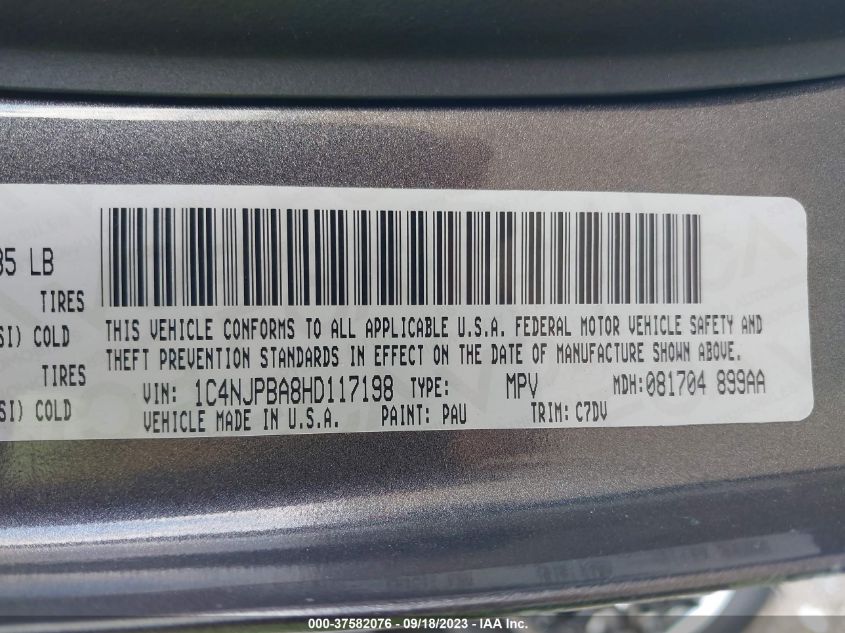 35 LB
TIRES
SI) COLD
TIRES
SI) COLD
THIS VEHICLE CONFORMS TO ALL APPLICABLE U.S.A. FEDERAL MOTOR VEHICLE SAFETY AND
THEFT PREVENTION STANDARDS IN EFFECT ON THE DATE OF MANUFACTURE SHOWN ABOVE.
VIN: 1C4NJPBA8HD117198 TYPE: MPV MDH:081704 899AA
VEHICLE MADE IN U.S.A. PAINT: PAU TRIM: C7DV
000-37582076 - 09/18/2023 - IAA Inc.